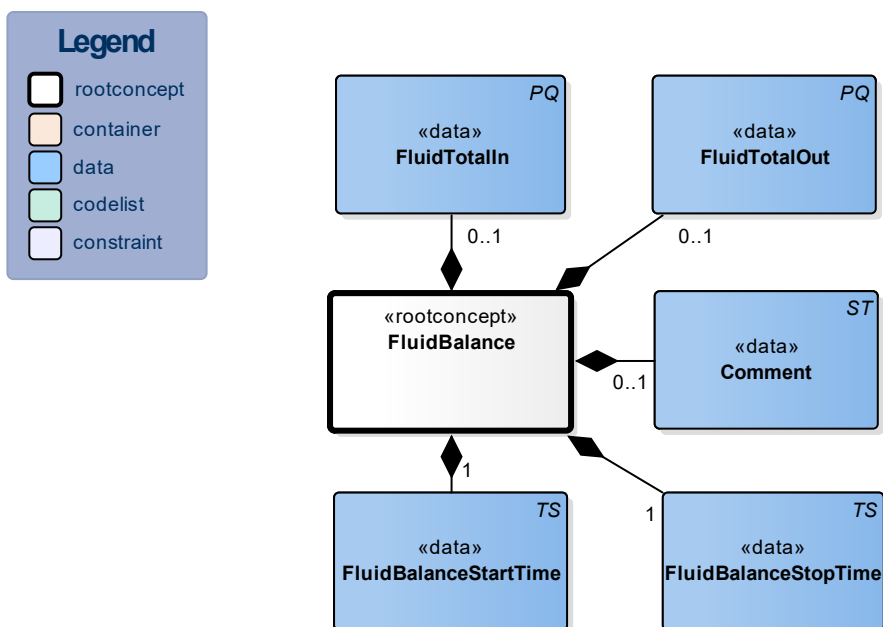 Legend
rootconcept
container
data
codelist
constraint
PQ
«data»
FluidTotalIn
PQ
«data»
FluidTotalOut
0..1
0..1
«rootconcept»
FluidBalance
ST
«data»
Comment
0..1
1
1
TS
«data»
FluidBalanceStartTime
TS
«data»
FluidBalanceStopTime